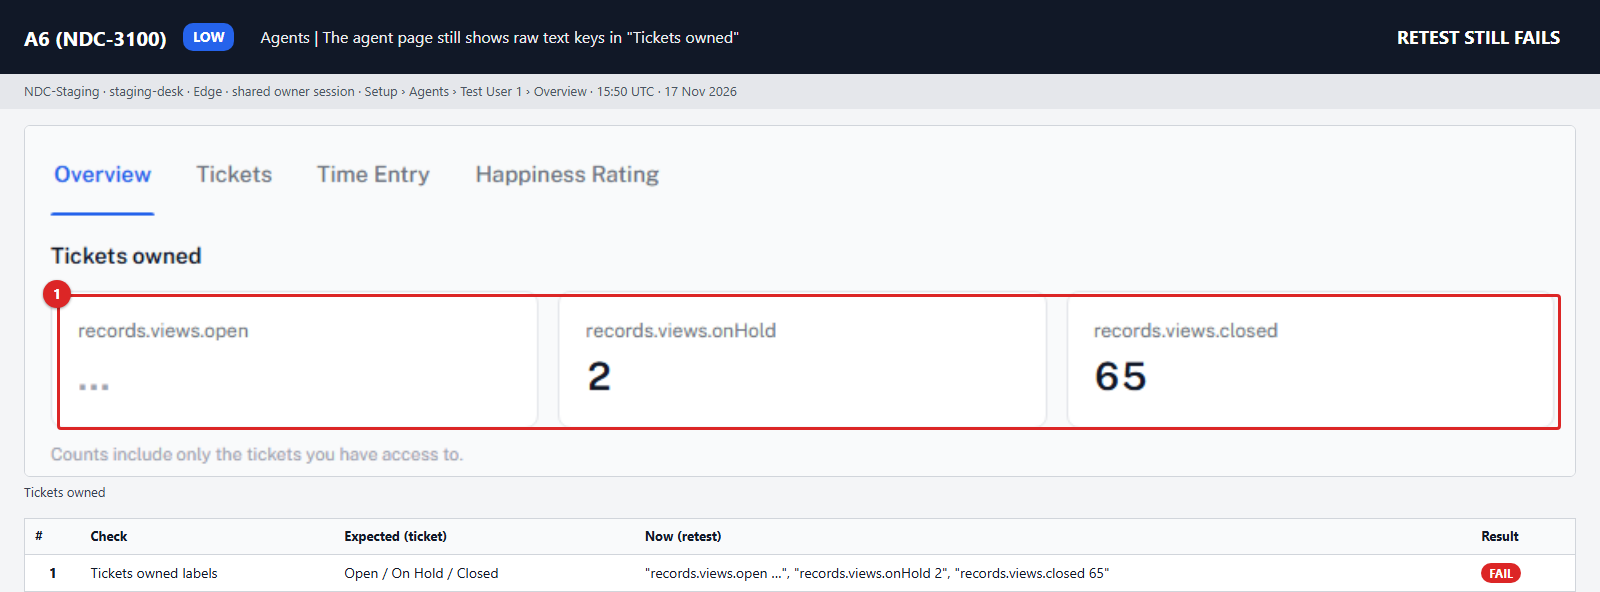 A6 (NDC-3100) LOW Agents | The agent page still shows raw text keys in "Tickets owned" RETEST STILL FAILS
NDC-Staging · staging-desk · Edge · shared owner session · Setup › Agents › Test User 1 › Overview · 15:50 UTC · 17 Nov 2026
Overview Tickets Time Entry Happiness Rating
Tickets owned
1
records.views.open records.views.onHold records.views.closed
... 2 65
Counts include only the tickets you have access to.
Tickets owned
# Check Expected (ticket) Now (retest) Result
1 Tickets owned labels Open / On Hold / Closed "records.views.open ...", "records.views.onHold 2", "records.views.closed 65" FAIL